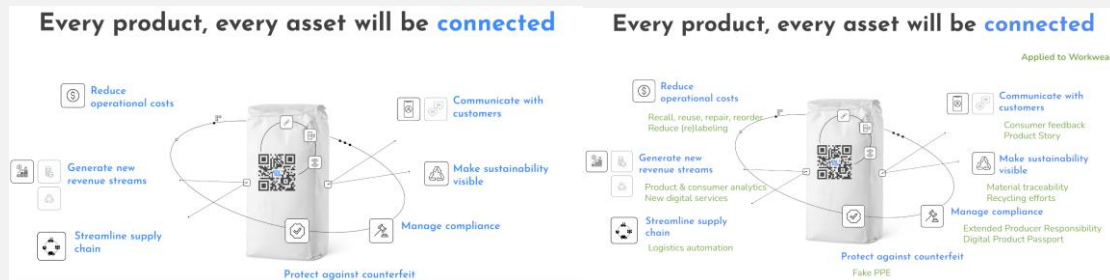 Every product, every asset will be connected
Reduce
operational costs
Communicate with
customers
Generate new
revenue streams
Make sustainability
visible
Streamline supply
chain
Manage compliance
Protect against counterfeit
Every product, every asset will be connected
Applied to Workwea
Reduce
operational costs
Recall, reuse, repair, reorder
Reduce (re)labeling
Communicate with
customers
Consumer feedback
Product Story
Generate new
revenue streams
Product & consumer analytics
New digital services
Make sustainability
visible
Material traceability
Recycling efforts
Streamline supply
chain
Logistics automation
Manage compliance
Extended Producer Responsibility
Digital Product Passport
Protect against counterfeit
Fake PPE